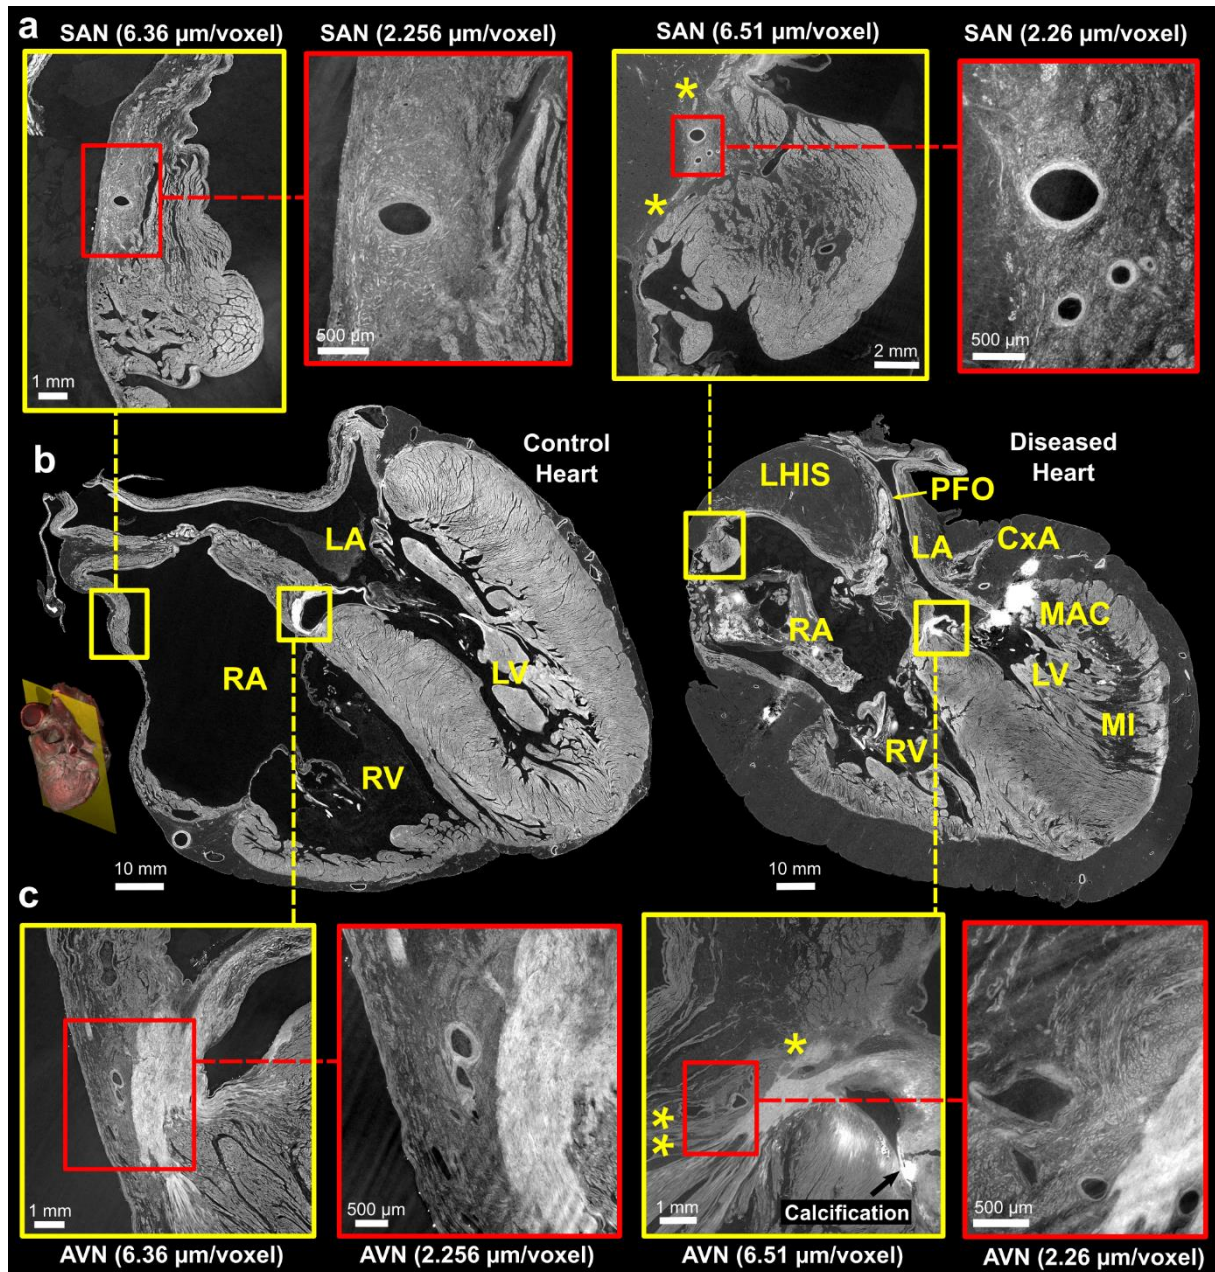 a
SAN (6.36 µm/voxel)
SAN (2.256 µm/voxel)
SAN (6.51 µm/voxel)
SAN (2.26 µm/voxel)
*
*
1 mm
500 µm
2 mm
500 µm
b
Control
Heart
Diseased
Heart
LA
RA
LV
RV
10 mm
LHIS
PFO
LA
CxA
MAC
RA
LV
MI
RV
10 mm
c
*
*
*
Calcification
1 mm
500 µm
1 mm
500 µm
AVN (6.36 µm/voxel)
AVN (2.256 µm/voxel)
AVN (6.51 µm/voxel)
AVN (2.26 µm/voxel)